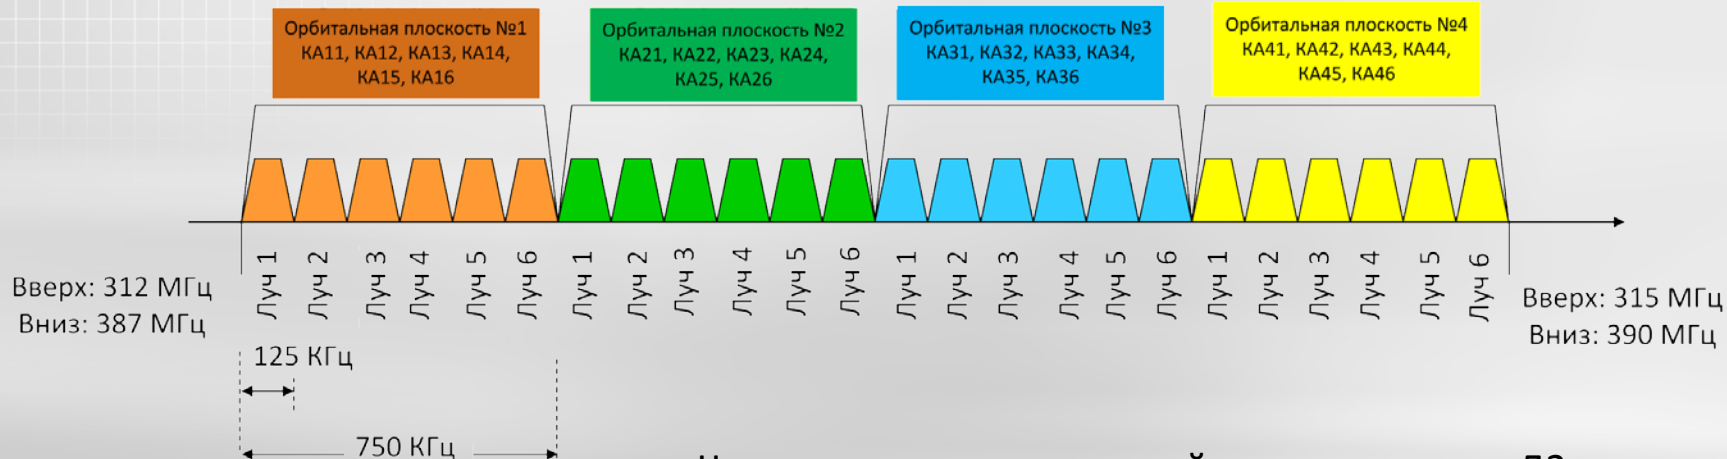 Орбитальная плоскость №1
КА11, КА12, КА13, КА14,
КА15, КА16
Орбитальная плоскость №2
КА21, КА22, КА23, КА24,
КА25, КА26
Орбитальная плоскость №3
КА31, КА32, КА33, КА34,
КА35, КА36
Орбитальная плоскость №4
КА41, КА42, КА43, КА44,
КА45, КА46
Луч 1
Луч 2
Луч 3
Луч 4
Луч 5
Луч 6
Луч 1
Луч 2
Луч 3
Луч 4
Луч 5
Луч 6
Луч 1
Луч 2
Луч 3
Луч 4
Луч 5
Луч 6
Луч 1
Луч 2
Луч 3
Луч 4
Луч 5
Луч 6
Вверх: 312 МГц
Вниз: 387 МГц
Вверх: 315 МГц
Вниз: 390 МГц
125 КГц
750 КГц